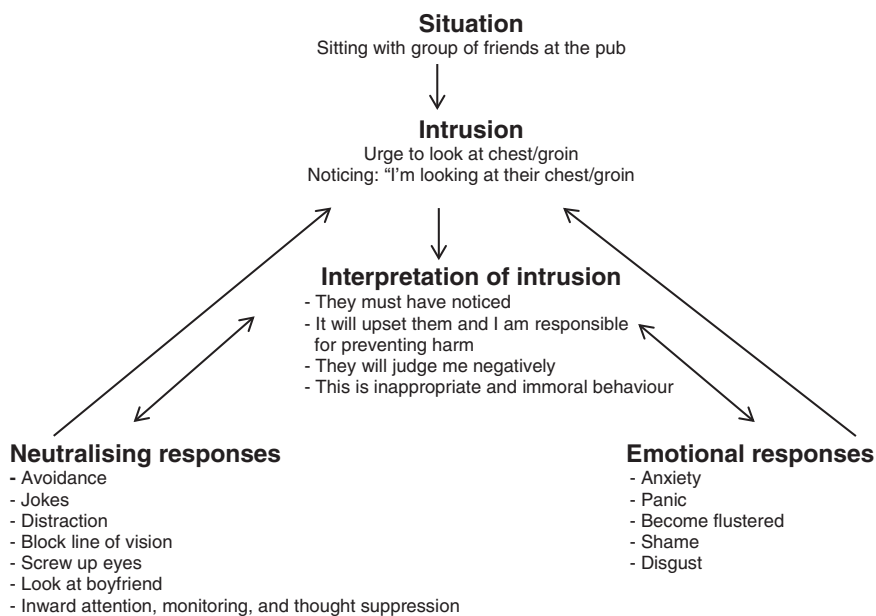 Situation
Sitting with group of friends at the pub
Intrusion
Urge to look at chest/groin
Noticing: “I'm looking at their chest/groin
Interpretation of intrusion
- They must have noticed
- It will upset them and I am responsible
for preventing harm
- They will judge me negatively
- This is inappropriate and immoral behaviour
Neutralising responses
- Avoidance
- Jokes
- Distraction
- Block line of vision
- Screw up eyes
- Look at boyfriend
- Inward attention, monitoring, and thought suppression
Emotional responses
- Anxiety
- Panic
- Become flustered
- Shame
- Disgust